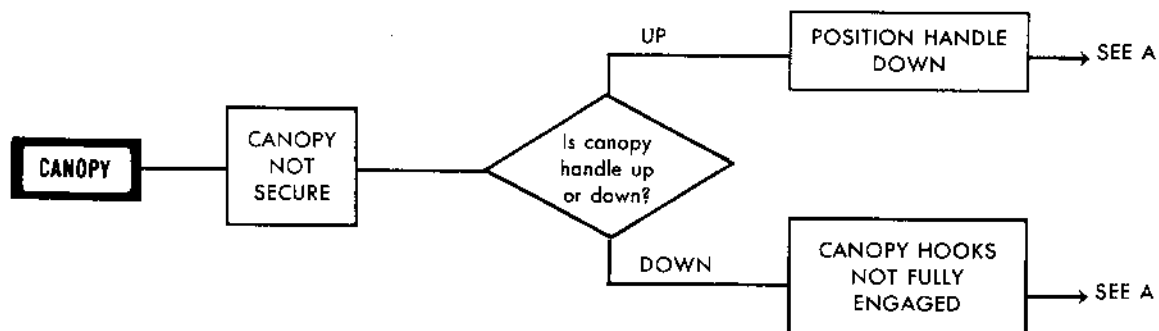 UP
POSITION HANDLE
DOWN
SEE A
CANOPY
CANOPY
NOT
SECURE
Is canopy
handle up
or down?
DOWN
CANOPY HOOKS
NOT FULLY
ENGAGED
SEE A